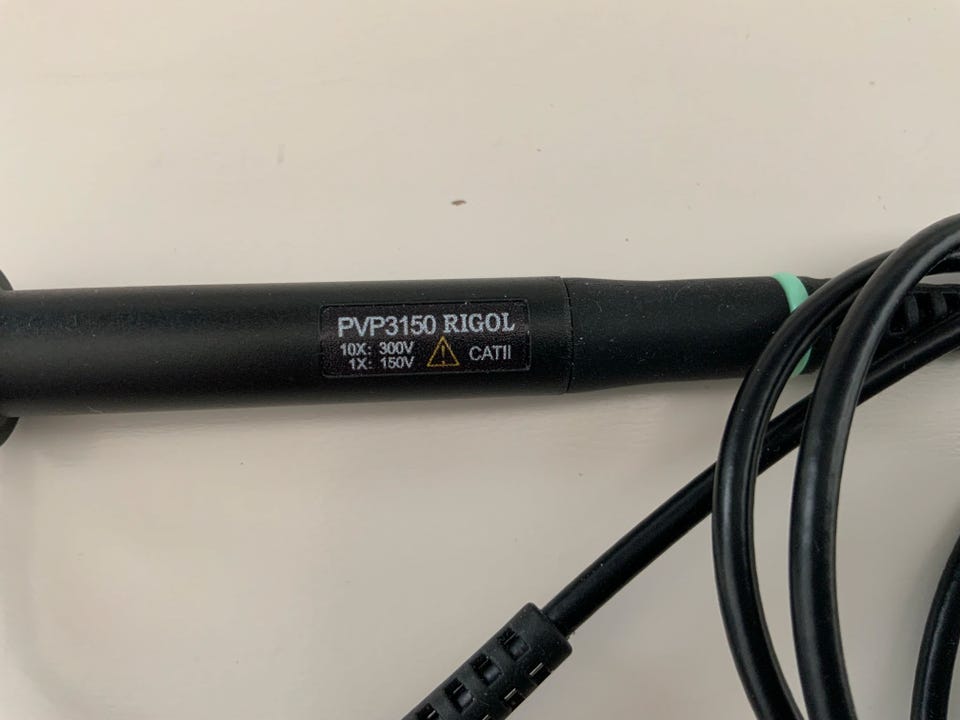 PVP3150 RIGOL
10X: 300V
1X: 150V
CATII